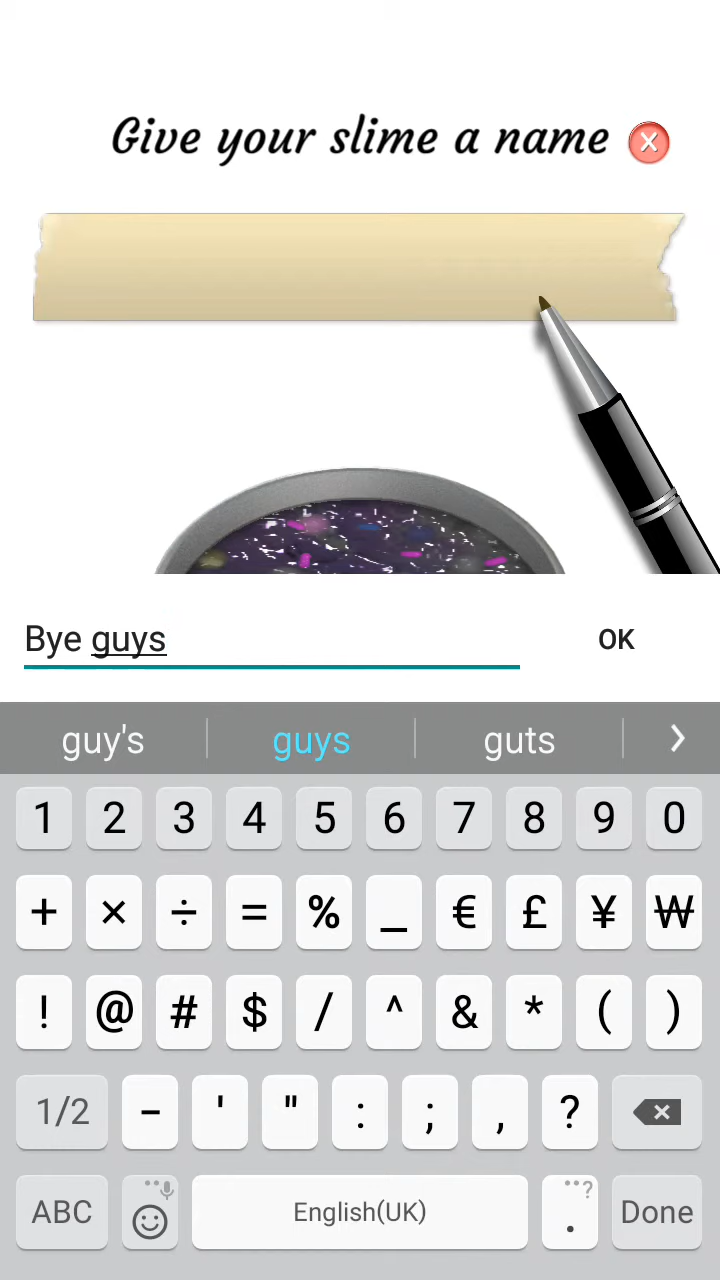 Give your slime a name
Bye guys OK
guy's guys guts
1 2 3 4 5 6 7 8 9 0
+ × ÷ = % _ € £ ¥ ₩
! @ # $ / ^ & * ( )
1/2 - ' " : ; , ?
ABC English(UK) . ? Done